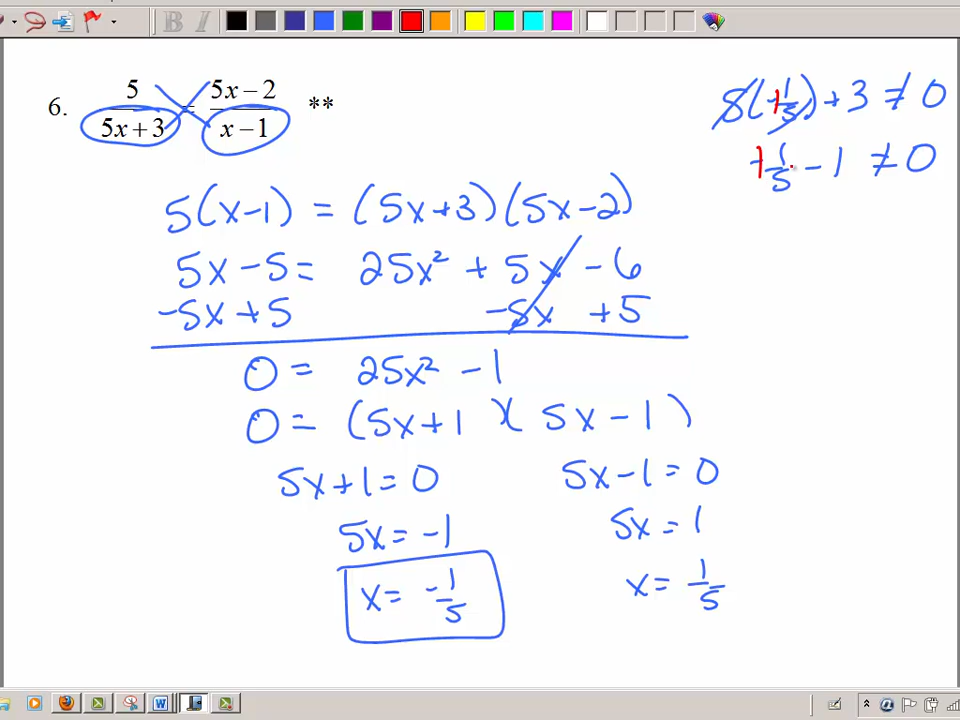 B U
6. 5/(5x+3) = (5x-2)/(x-1) **
5(x-1) = (5x+3)(5x-2)
5x-5 = 25x² + 5x - 6
-5x+5 -5x +5
0 = 25x² - 1
0 = (5x+1)(5x-1)
5x+1=0 5x-1=0
5x=-1 5x=1
x= -1/5 x= 1/5
5(+1/5)+3 ≠ 0
+1/5 - 1 ≠ 0